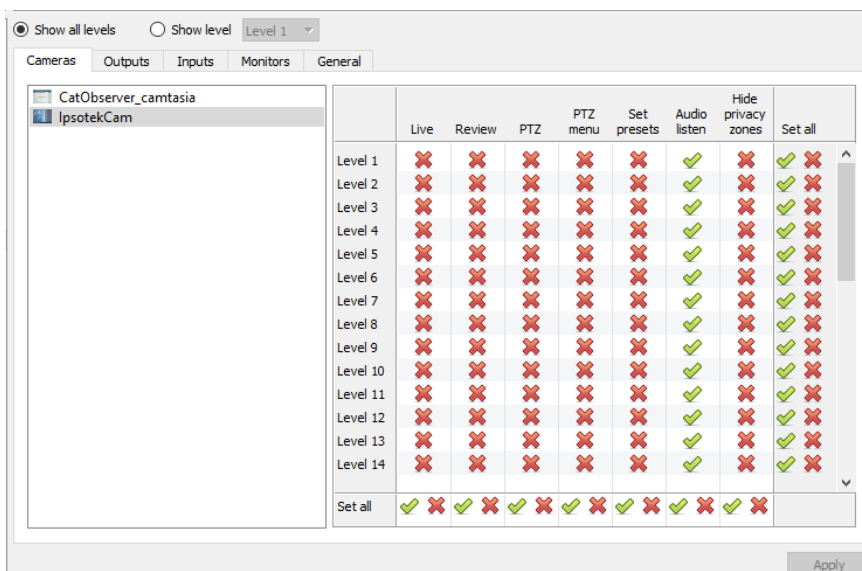 Show all levels Show level Level 1
Cameras Outputs Inputs Monitors General
CatObserver_camtasia
IpsotekCam
Live Review PTZ PTZ menu Set presets Audio listen Hide privacy zones Set all
Level 1
Level 2
Level 3
Level 4
Level 5
Level 6
Level 7
Level 8
Level 9
Level 10
Level 11
Level 12
Level 13
Level 14
Set all
Apply